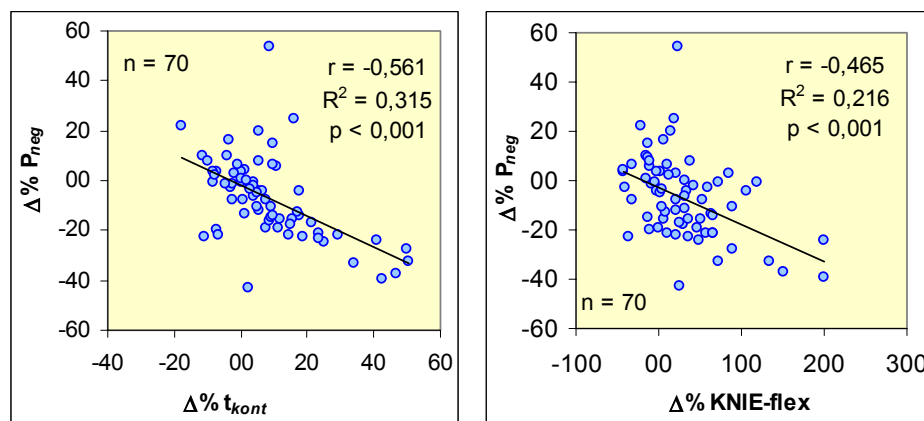 60
40
20
00
-20
-40
-60
Δ% Pneg
n = 70
r = -0,561
R² = 0,315
p < 0,001
-40 -20 00 20 40 60
Δ% tkont
60
40
20
00
-20
-40
-60
Δ% Pneg
r = -0,465
R² = 0,216
p < 0,001
n = 70
-100 00 100 200 300
Δ% KNIE-flex